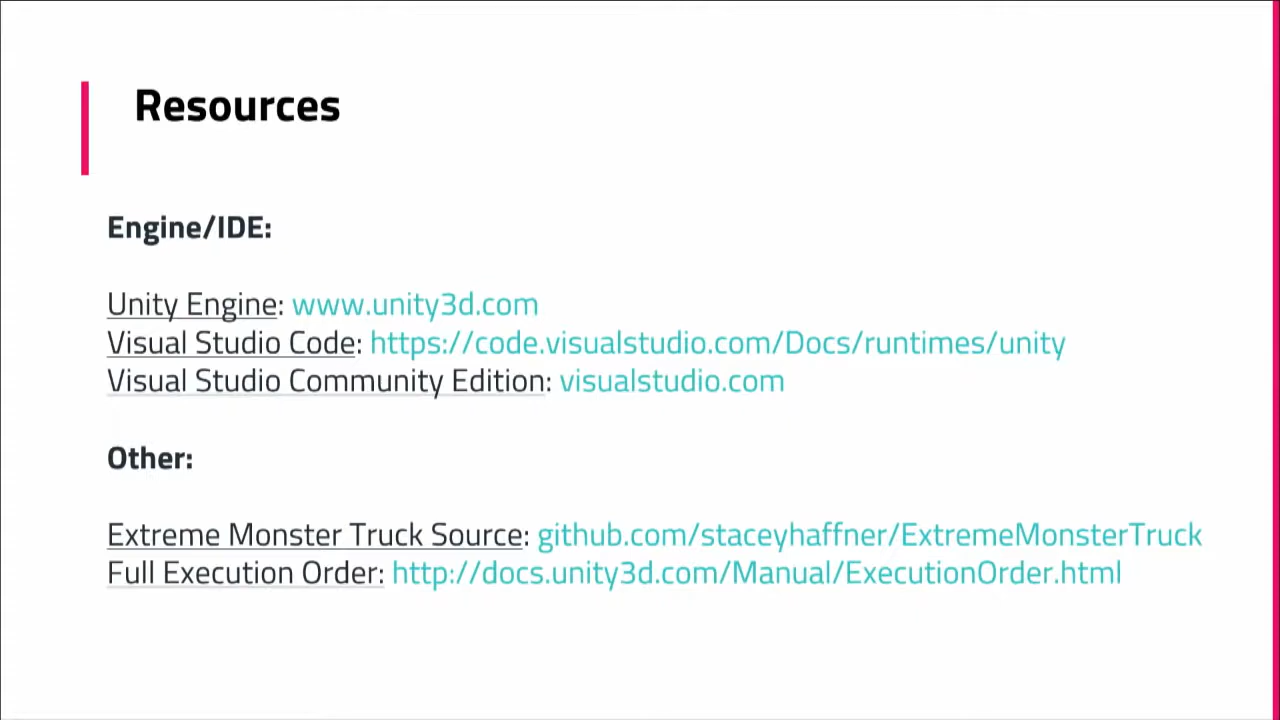 Resources
Engine/IDE:
Unity Engine: www.unity3d.com
Visual Studio Code: https://code.visualstudio.com/Docs/runtimes/unity
Visual Studio Community Edition: visualstudio.com
Other:
Extreme Monster Truck Source: github.com/staceyhaffner/ExtremeMonsterTruck
Full Execution Order: http://docs.unity3d.com/Manual/ExecutionOrder.html